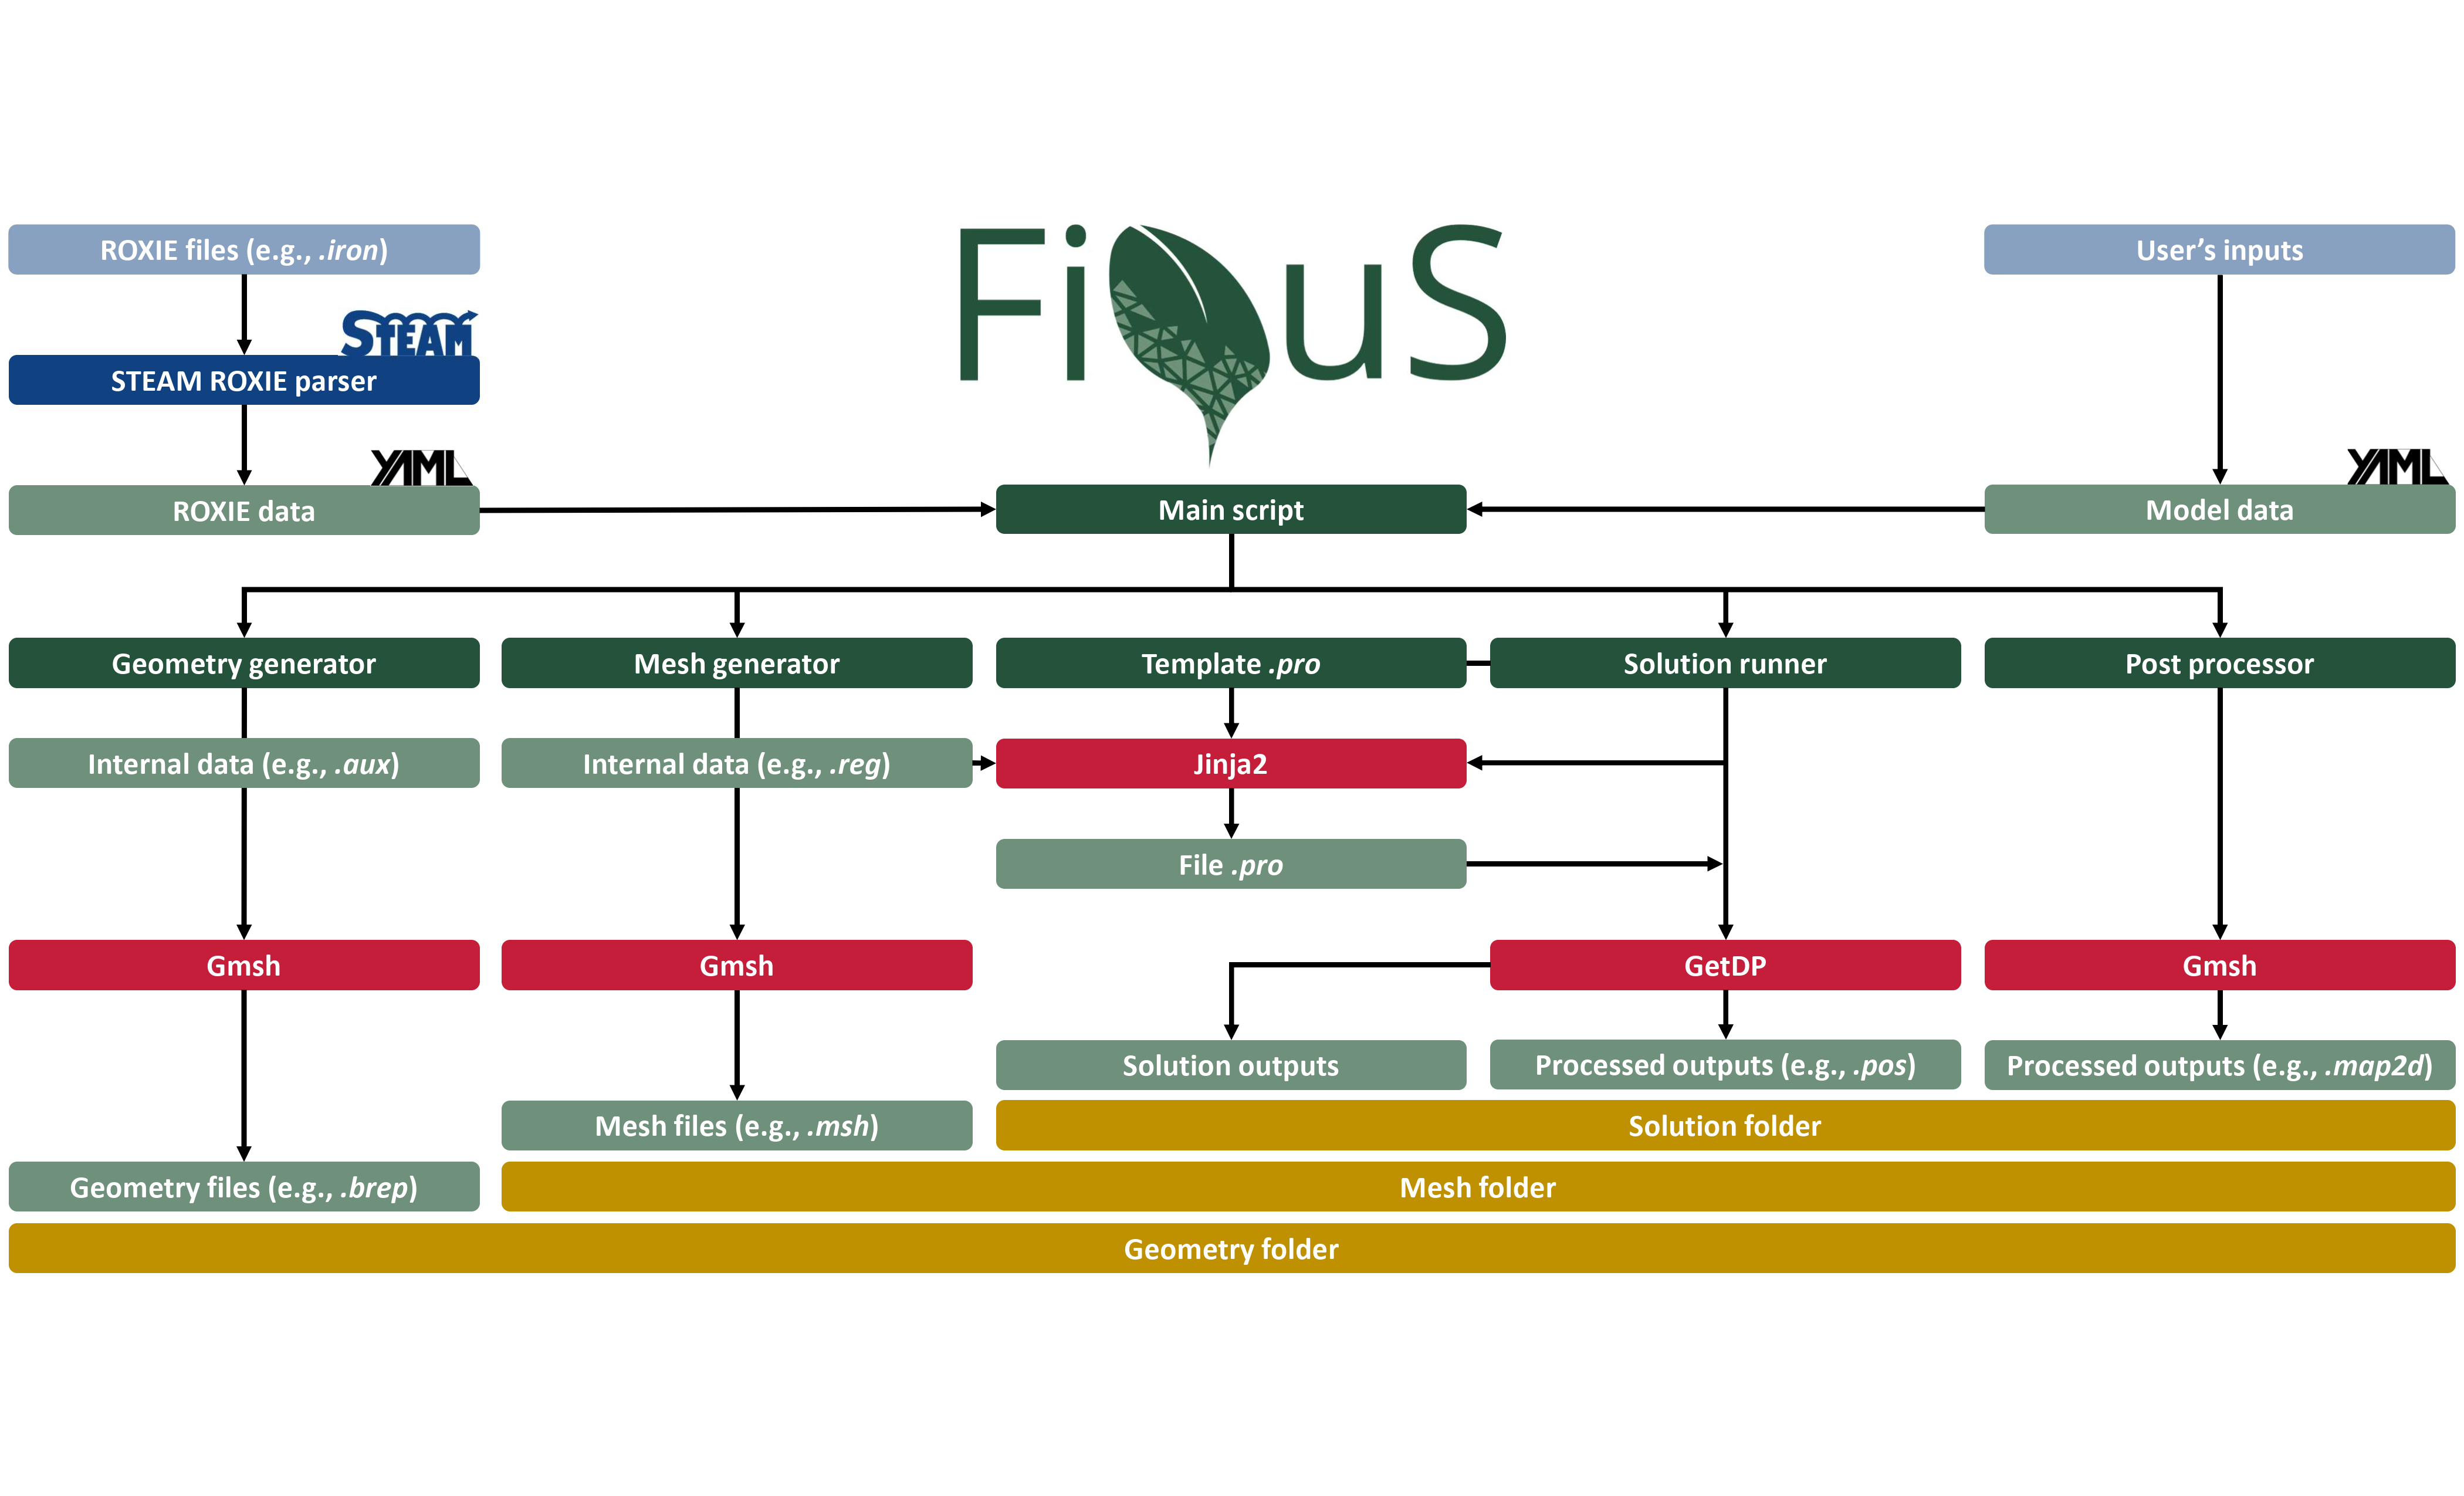 FiQuS
ROXIE files (e.g., .iron)
User’s inputs
STEAM
STEAM ROXIE parser
YAML
YAML
ROXIE data
Main script
Model data
Geometry generator
Mesh generator
Template .pro
Solution runner
Post processor
Internal data (e.g., .aux)
Internal data (e.g., .reg)
Jinja2
File .pro
Gmsh
Gmsh
GetDP
Gmsh
Solution outputs
Processed outputs (e.g., .pos)
Processed outputs (e.g., .map2d)
Mesh files (e.g., .msh)
Solution folder
Geometry files (e.g., .brep)
Mesh folder
Geometry folder